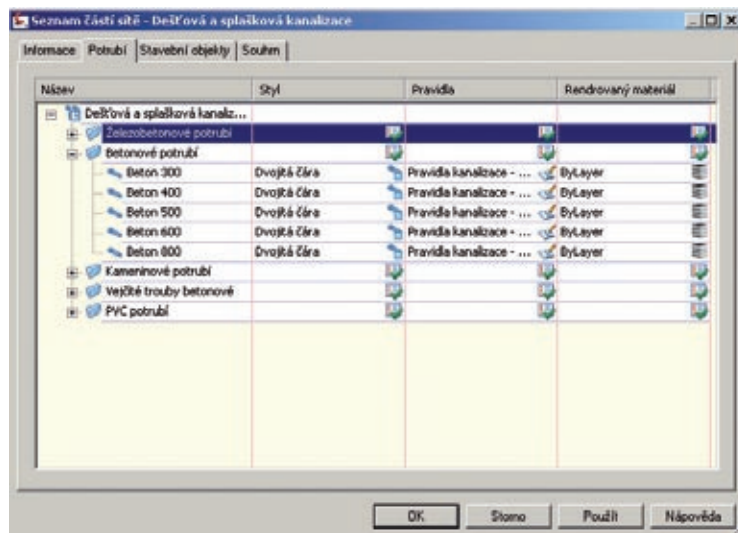 Seznam částí sítě - Dešťová a splašková kanalizace
Informace Potrubí Stavební objekty Souhrn
Název Styl Pravidla Rendrovaný materiál
Dešťová a splašková kanaliz...
Železobetonové potrubí
Betonové potrubí
Beton 300 Dvojitá čára Pravidla kanalizace - ... ByLayer
Beton 400 Dvojitá čára Pravidla kanalizace - ... ByLayer
Beton 500 Dvojitá čára Pravidla kanalizace - ... ByLayer
Beton 600 Dvojitá čára Pravidla kanalizace - ... ByLayer
Beton 800 Dvojitá čára Pravidla kanalizace - ... ByLayer
Kameninové potrubí
Vejčité trouby betonové
PVC potrubí
OK Storno Použít Nápověda